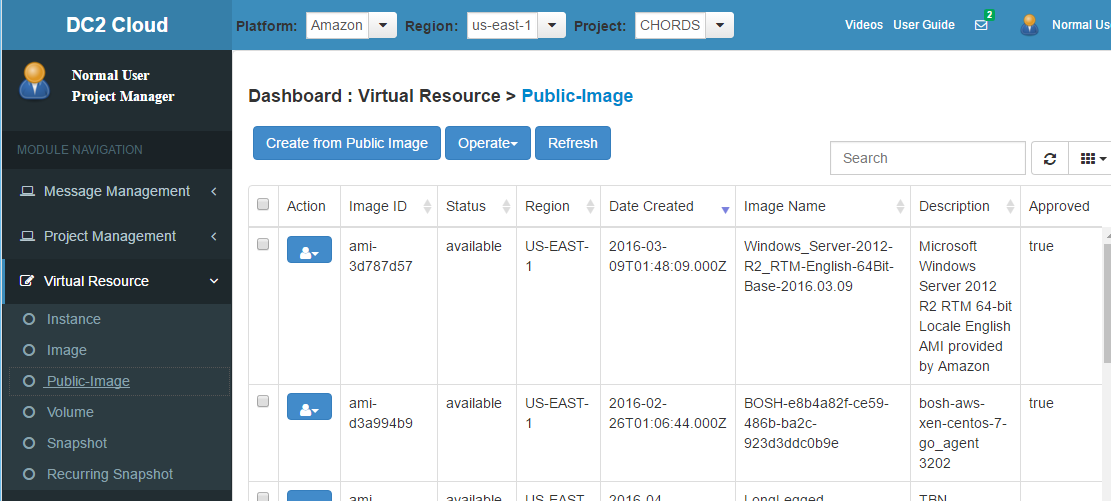 DC2 Cloud
Platform: Amazon Region: us-east-1 Project: CHORDS
Videos User Guide 2 Normal Us
Normal User
Project Manager
MODULE NAVIGATION
Message Management
Project Management
Virtual Resource
Instance
Image
Public-Image
Volume
Snapshot
Recurring Snapshot
Dashboard : Virtual Resource > Public-Image
Create from Public Image Operate Refresh
Search
Action Image ID Status Region Date Created Image Name Description Approved
ami-
3d787d57
available
US-EAST-
1
2016-03-
09T01:48:09.000Z
Windows_Server-2012-
R2_RTM-English-64Bit-
Base-2016.03.09
Microsoft
Windows
Server 2012
R2 RTM 64-bit
Locale English
AMI provided
by Amazon
true
ami-
d3a994b9
available
US-EAST-
1
2016-02-
26T01:06:44.000Z
BOSH-e8b4a82f-ce59-
486b-ba2c-
923d3ddc0b9e
bosh-aws-
xen-centos-7-
go_agent
3202
true
ami-
available
US-EAST-
2016-04-
LongLegged
TBN